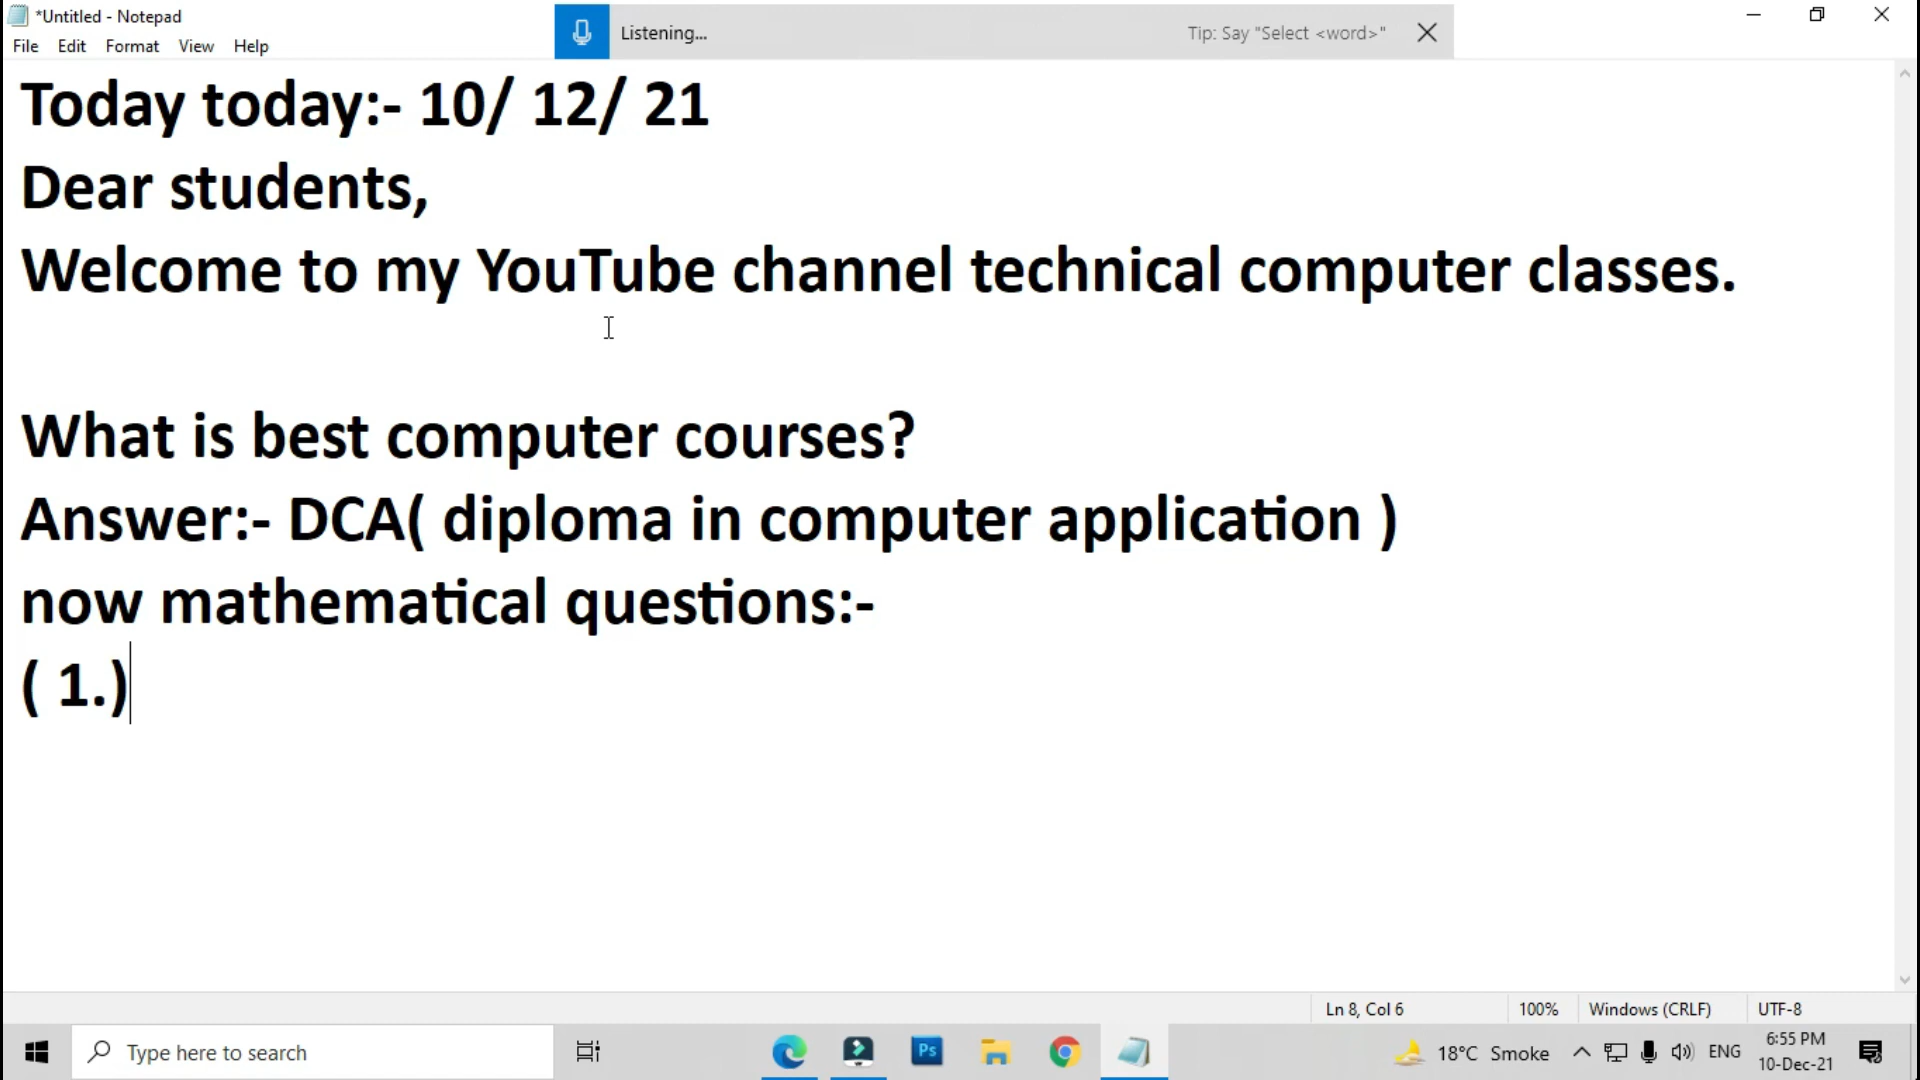 *Untitled - Notepad
File Edit Format View Help
Listening...
Tip: Say "Select <word>"
Today today:- 10/ 12/ 21
Dear students,
Welcome to my YouTube channel technical computer classes.
What is best computer courses?
Answer:- DCA( diploma in computer application )
now mathematical questions:-
( 1.)
Ln 8, Col 6 100% Windows (CRLF) UTF-8
Type here to search
Ps
18°C Smoke
ENG
6:55 PM
10-Dec-21